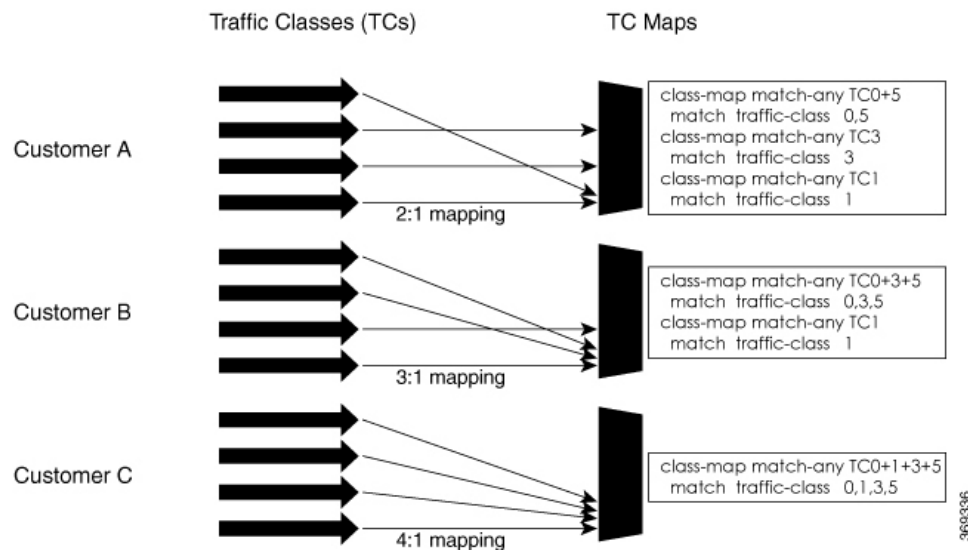 Traffic Classes (TCs)
TC Maps
Customer A
2:1 mapping
class-map match-any TC0+5
match traffic-class 0,5
class-map match-any TC3
match traffic-class 3
class-map match-any TC1
match traffic-class 1
Customer B
3:1 mapping
class-map match-any TC0+3+5
match traffic-class 0,3,5
class-map match-any TC1
match traffic-class 1
Customer C
4:1 mapping
class-map match-any TC0+1+3+5
match traffic-class 0,1,3,5
369336